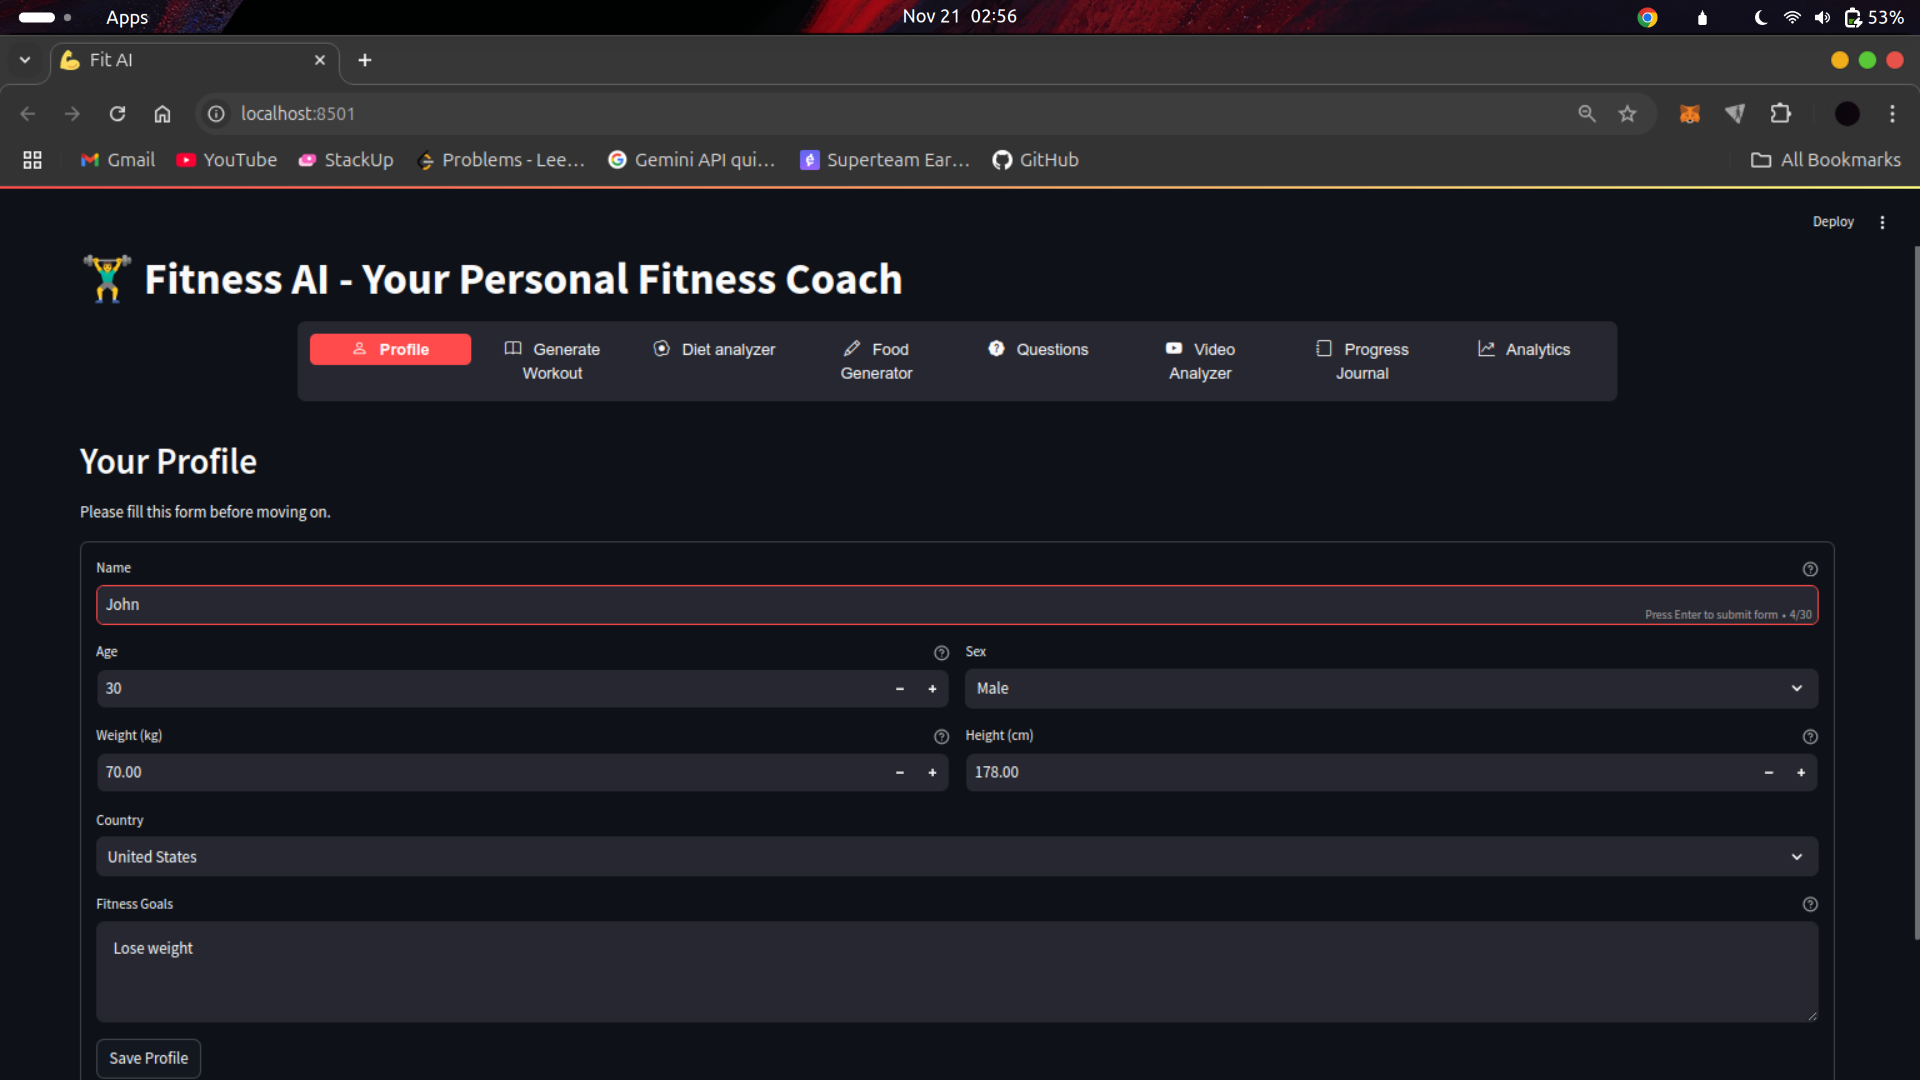 Apps
Nov 21 02:56
53%
Fit AI
localhost:8501
Gmail
YouTube
StackUp
Problems - Lee...
Gemini API qui...
Superteam Ear...
GitHub
All Bookmarks
Deploy
Fitness AI - Your Personal Fitness Coach
Profile
Generate
Workout
Diet analyzer
Food
Generator
Questions
Video
Analyzer
Progress
Journal
Analytics
Your Profile
Please fill this form before moving on.
Name
John
Press Enter to submit form • 4/30
Age
Sex
30
Male
Weight (kg)
Height (cm)
70.00
178.00
Country
United States
Fitness Goals
Lose weight
Save Profile